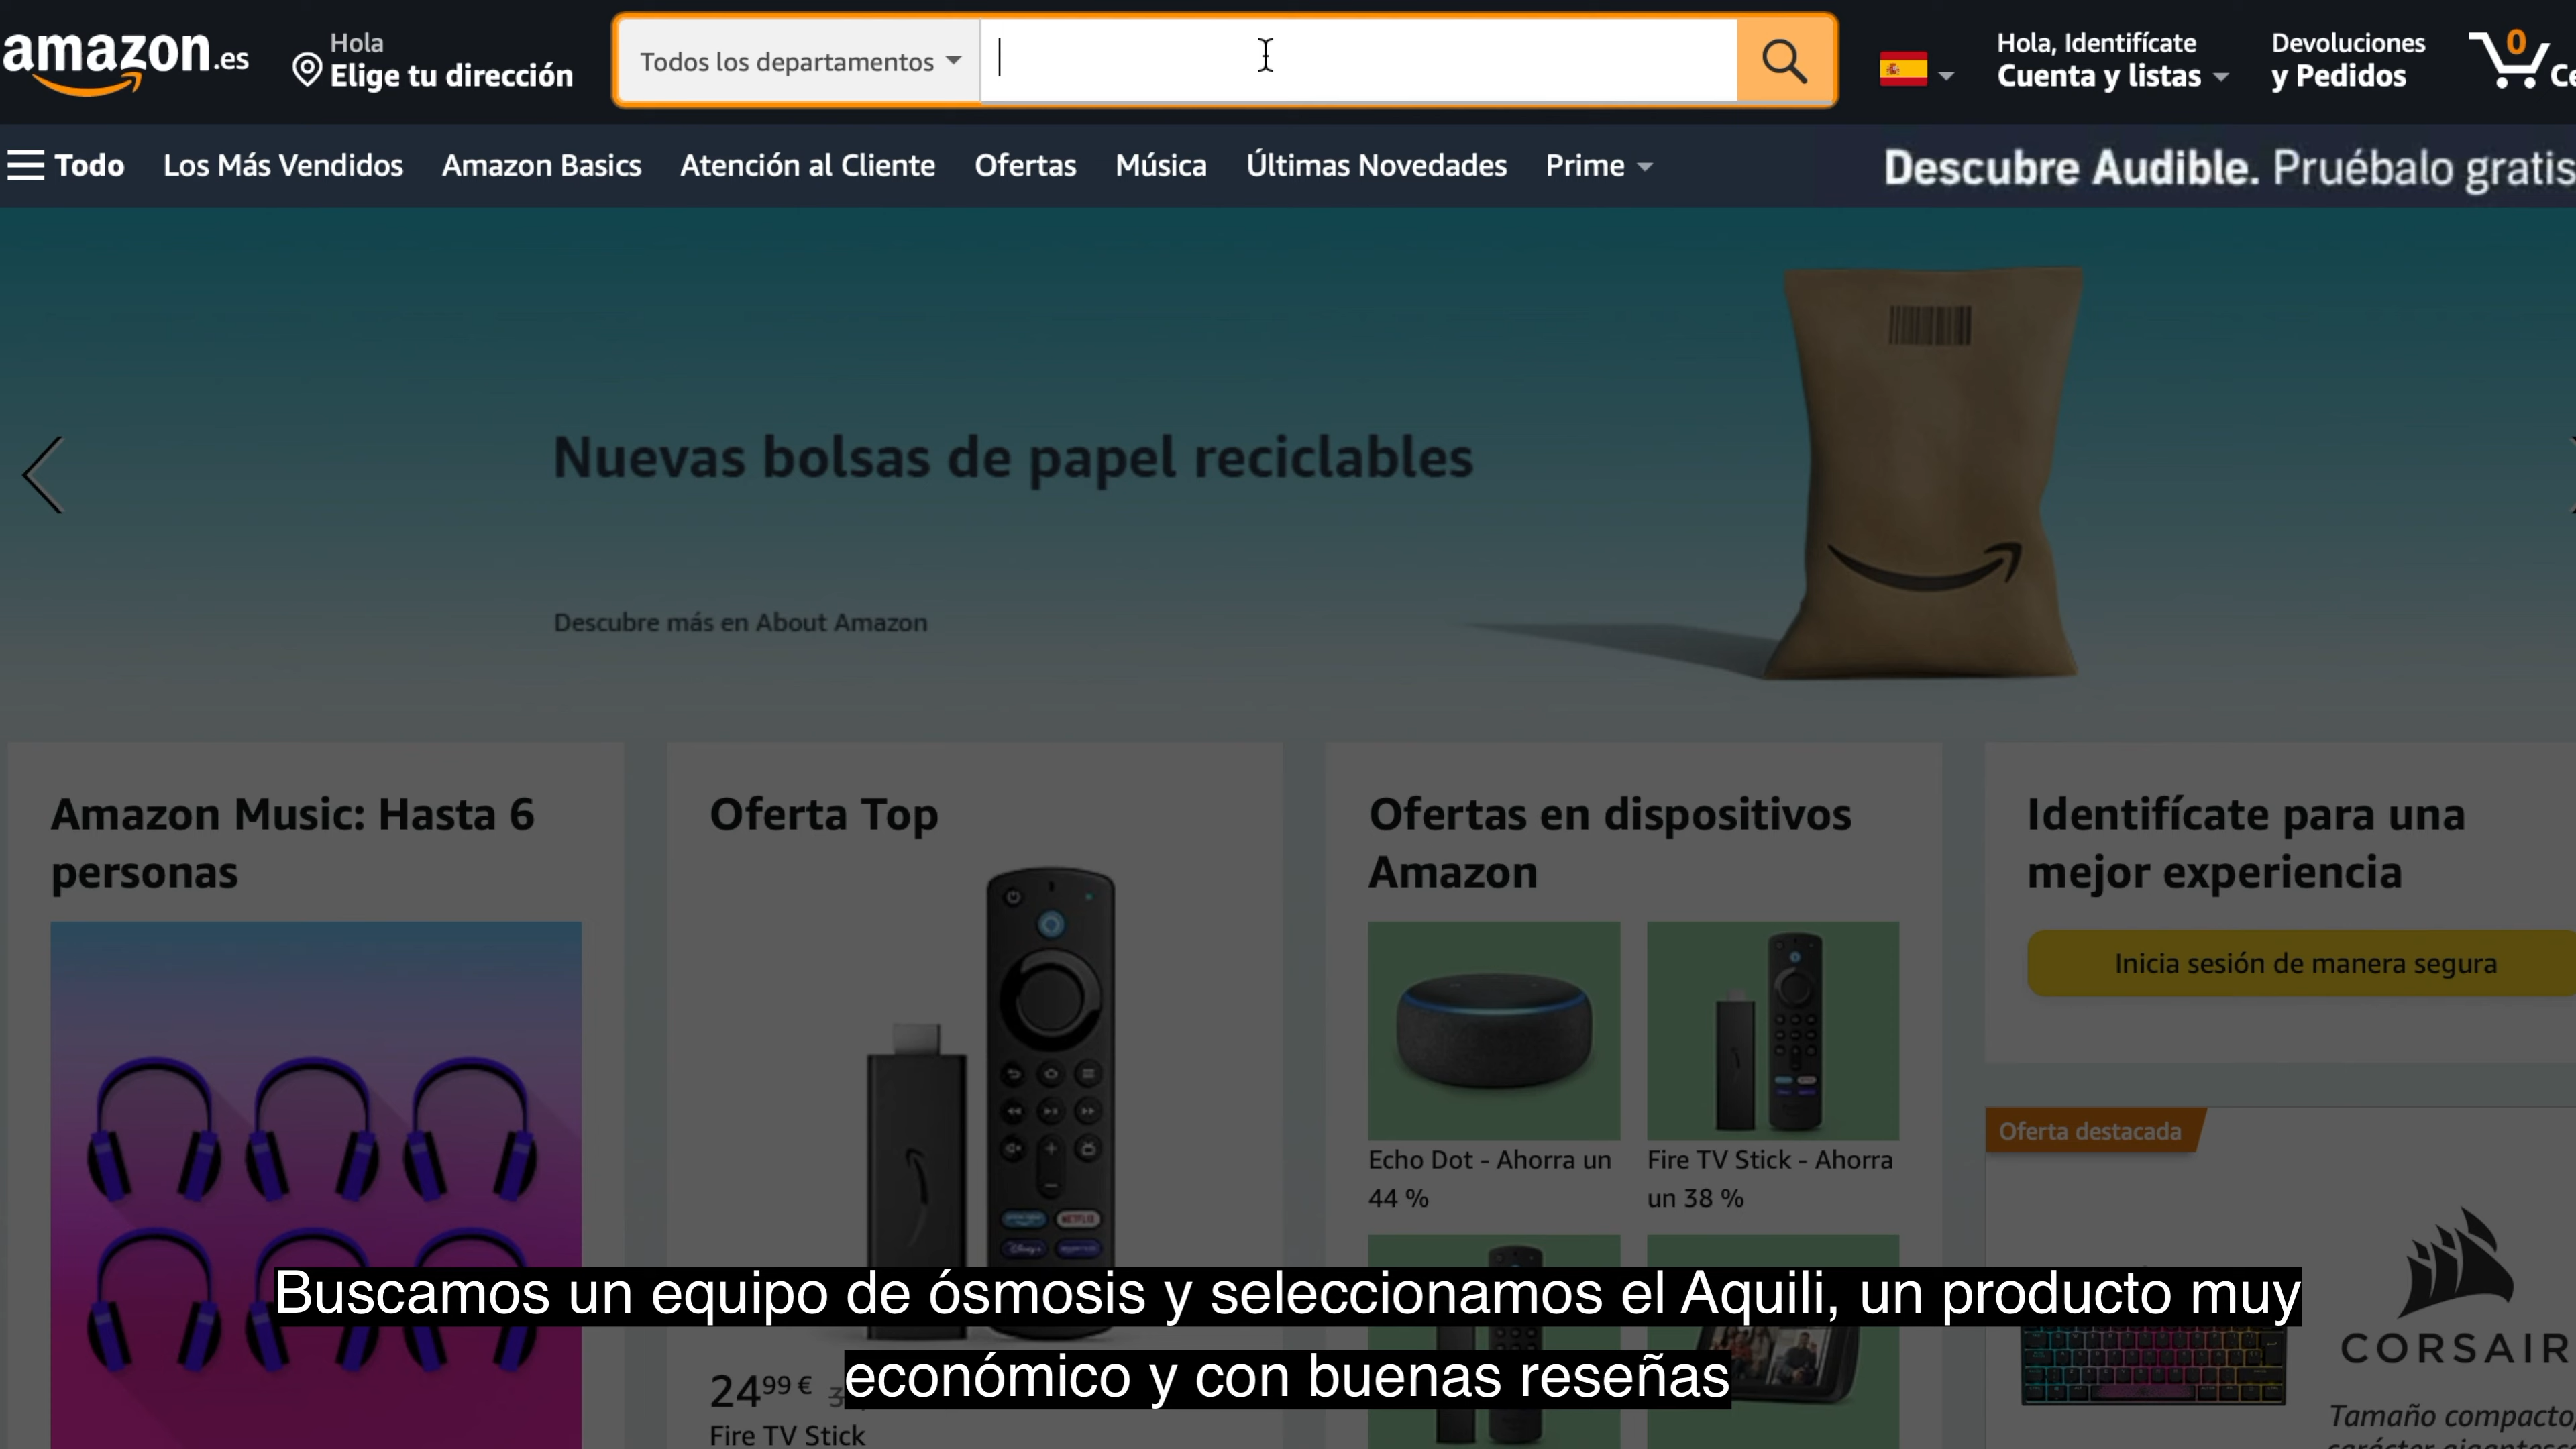 amazon.es
Hola
Elige tu dirección
Todos los departamentos
Hola, Identifícate
Cuenta y listas
Devoluciones
y Pedidos
0
Todo
Los Más Vendidos
Amazon Basics
Atención al Cliente
Ofertas
Música
Últimas Novedades
Prime
Descubre Audible. Pruébalo gratis
Nuevas bolsas de papel reciclables
Descubre más en About Amazon
Amazon Music: Hasta 6
personas
Oferta Top
2499 €
Fire TV Stick
Ofertas en dispositivos
Amazon
Echo Dot - Ahorra un
44 %
Fire TV Stick - Ahorra
un 38 %
Identifícate para una
mejor experiencia
Inicia sesión de manera segura
Oferta destacada
CORSAIR
Tamaño compacto,
Buscamos un equipo de ósmosis y seleccionamos el Aquili, un producto muy
económico y con buenas reseñas